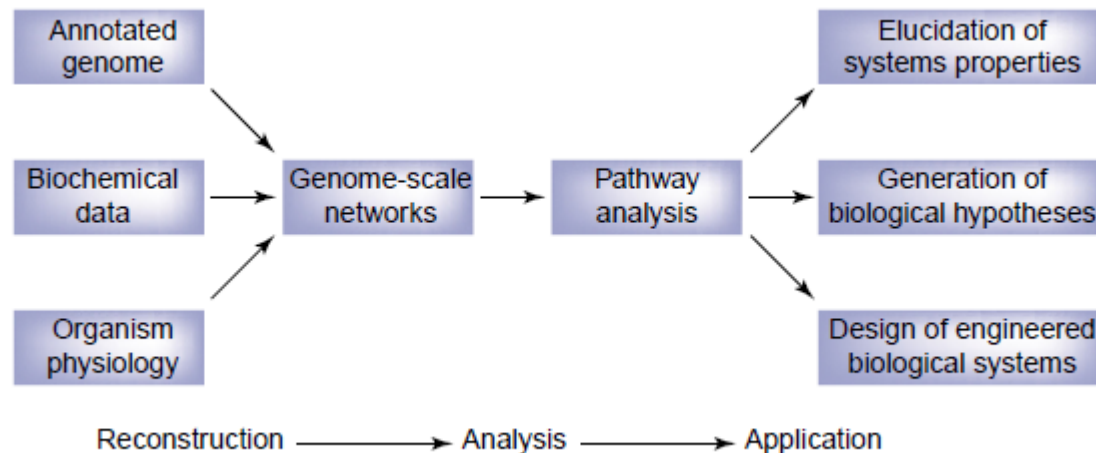 Annotated
genome
Elucidation of
systems properties
Biochemical
data
Genome-scale
networks
Pathway
analysis
Generation of
biological hypotheses
Organism
physiology
Design of engineered
biological systems
Reconstruction Analysis Application